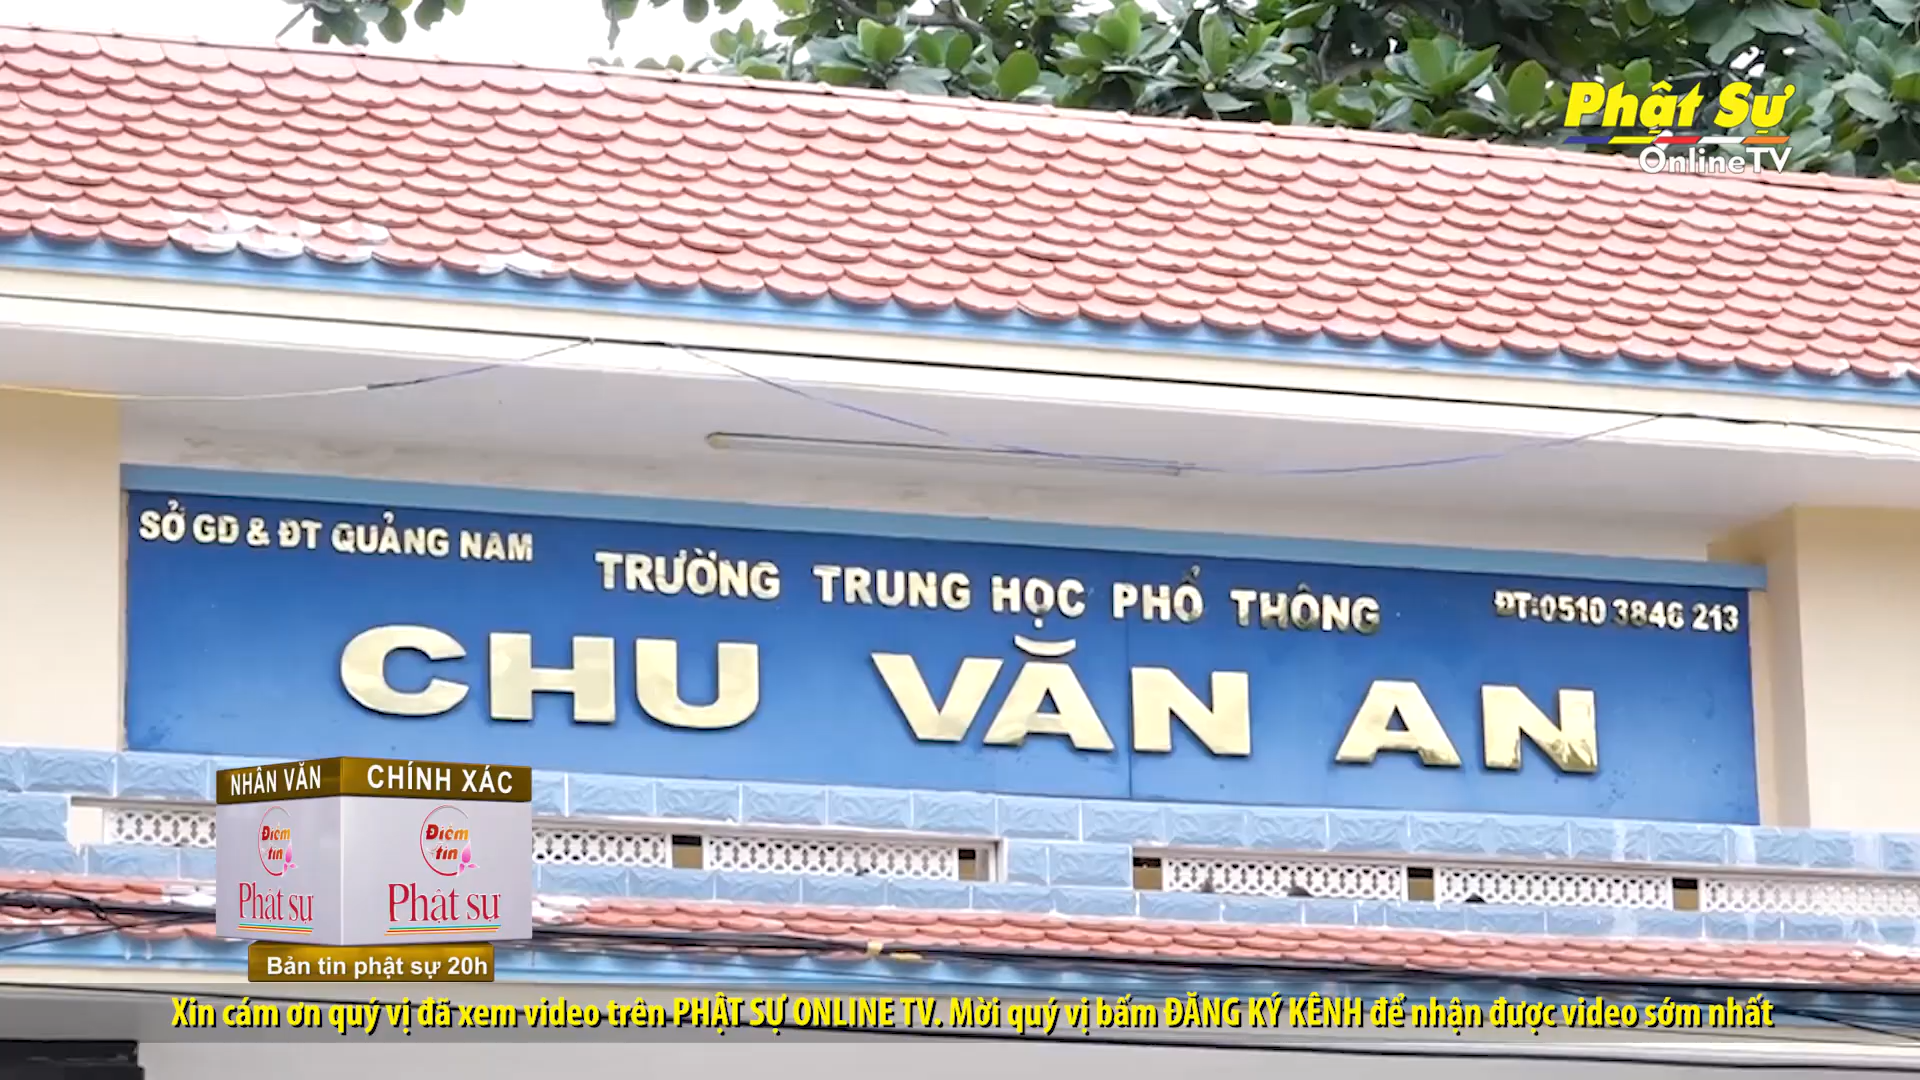 Phật Sự
OnlineTV
SỞ GD & ĐT QUẢNG NAM
TRƯỜNG TRUNG HỌC PHỔ THÔNG
ĐT:0510 3846 213
CHU VĂN AN
NHÂN VĂN
CHÍNH XÁC
Điểm
tin
Phật sự
Điểm
tin
Phật sự
Bản tin phật sự 20h
Xin cám ơn quý vị đã xem video trên PHẬT SỰ ONLINE TV. Mời quý vị bấm ĐĂNG KÝ KÊNH để nhận được video sớm nhất